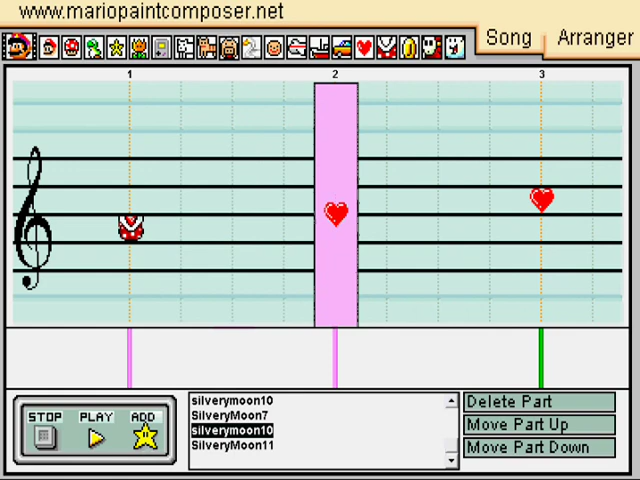 www.mariopaintcomposer.net
Song Arranger
1 2 3
STOP PLAY ADD
silverymoon10
SilveryMoon7
silverymoon10
SilveryMoon11
Delete Part
Move Part Up
Move Part Down